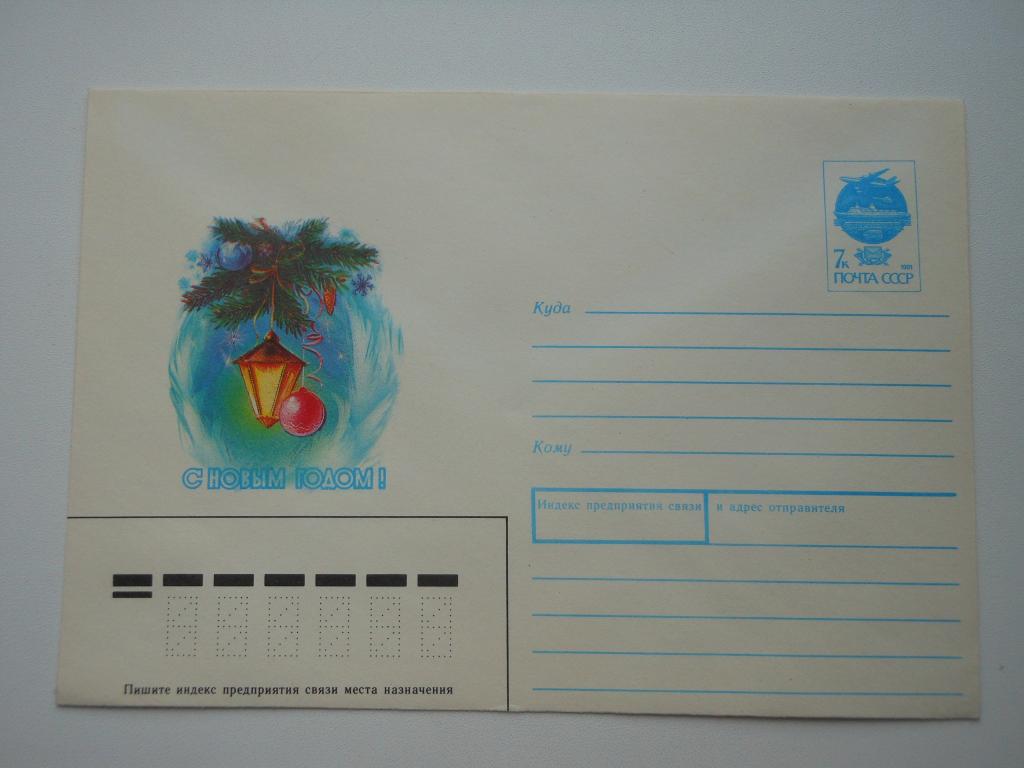 7к 1991
ПОЧТА СССР
Куда
Кому
С НОВЫМ ГОДОМ!
Индекс предприятия связи и адрес отправителя
Пишите индекс предприятия связи места назначения